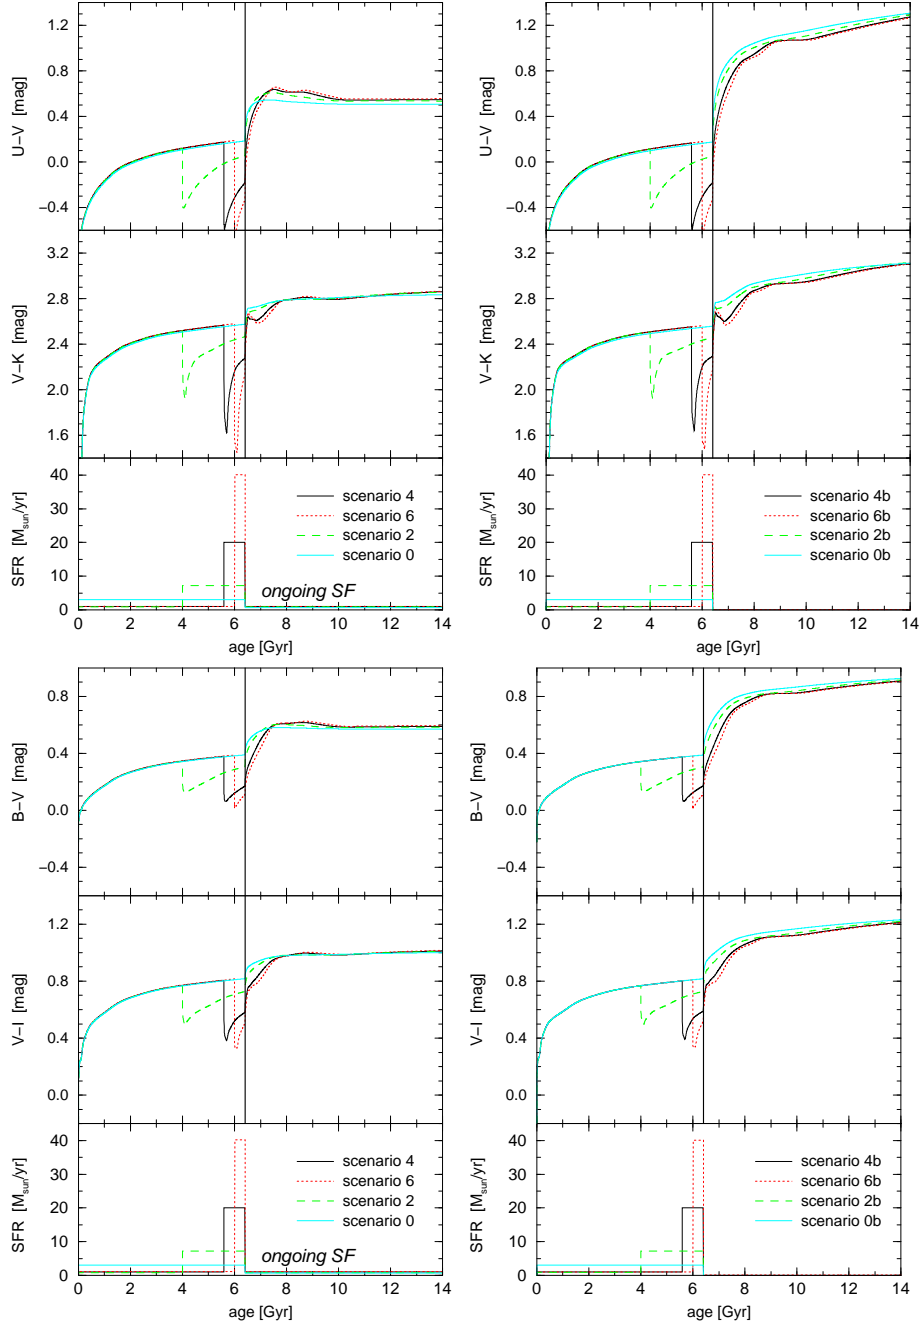 1.2
0.8
0.4
0.0
−0.4
U−V [mag]
1.2
0.8
0.4
0.0
−0.4
U−V [mag]
3.2
2.8
2.4
2.0
1.6
V−K [mag]
3.2
2.8
2.4
2.0
1.6
V−K [mag]
40
30
20
10
0
SFR [Msun/yr]
scenario 4
scenario 6
scenario 2
scenario 0
ongoing SF
0 2 4 6 8 10 12 14
age [Gyr]
40
30
20
10
0
SFR [Msun/yr]
scenario 4b
scenario 6b
scenario 2b
scenario 0b
0 2 4 6 8 10 12 14
age [Gyr]
0.8
0.4
0.0
−0.4
B−V [mag]
0.8
0.4
0.0
−0.4
B−V [mag]
1.2
0.8
0.4
0.0
V−I [mag]
1.2
0.8
0.4
0.0
V−I [mag]
40
30
20
10
0
SFR [Msun/yr]
scenario 4
scenario 6
scenario 2
scenario 0
ongoing SF
0 2 4 6 8 10 12 14
age [Gyr]
40
30
20
10
0
SFR [Msun/yr]
scenario 4b
scenario 6b
scenario 2b
scenario 0b
0 2 4 6 8 10 12 14
age [Gyr]